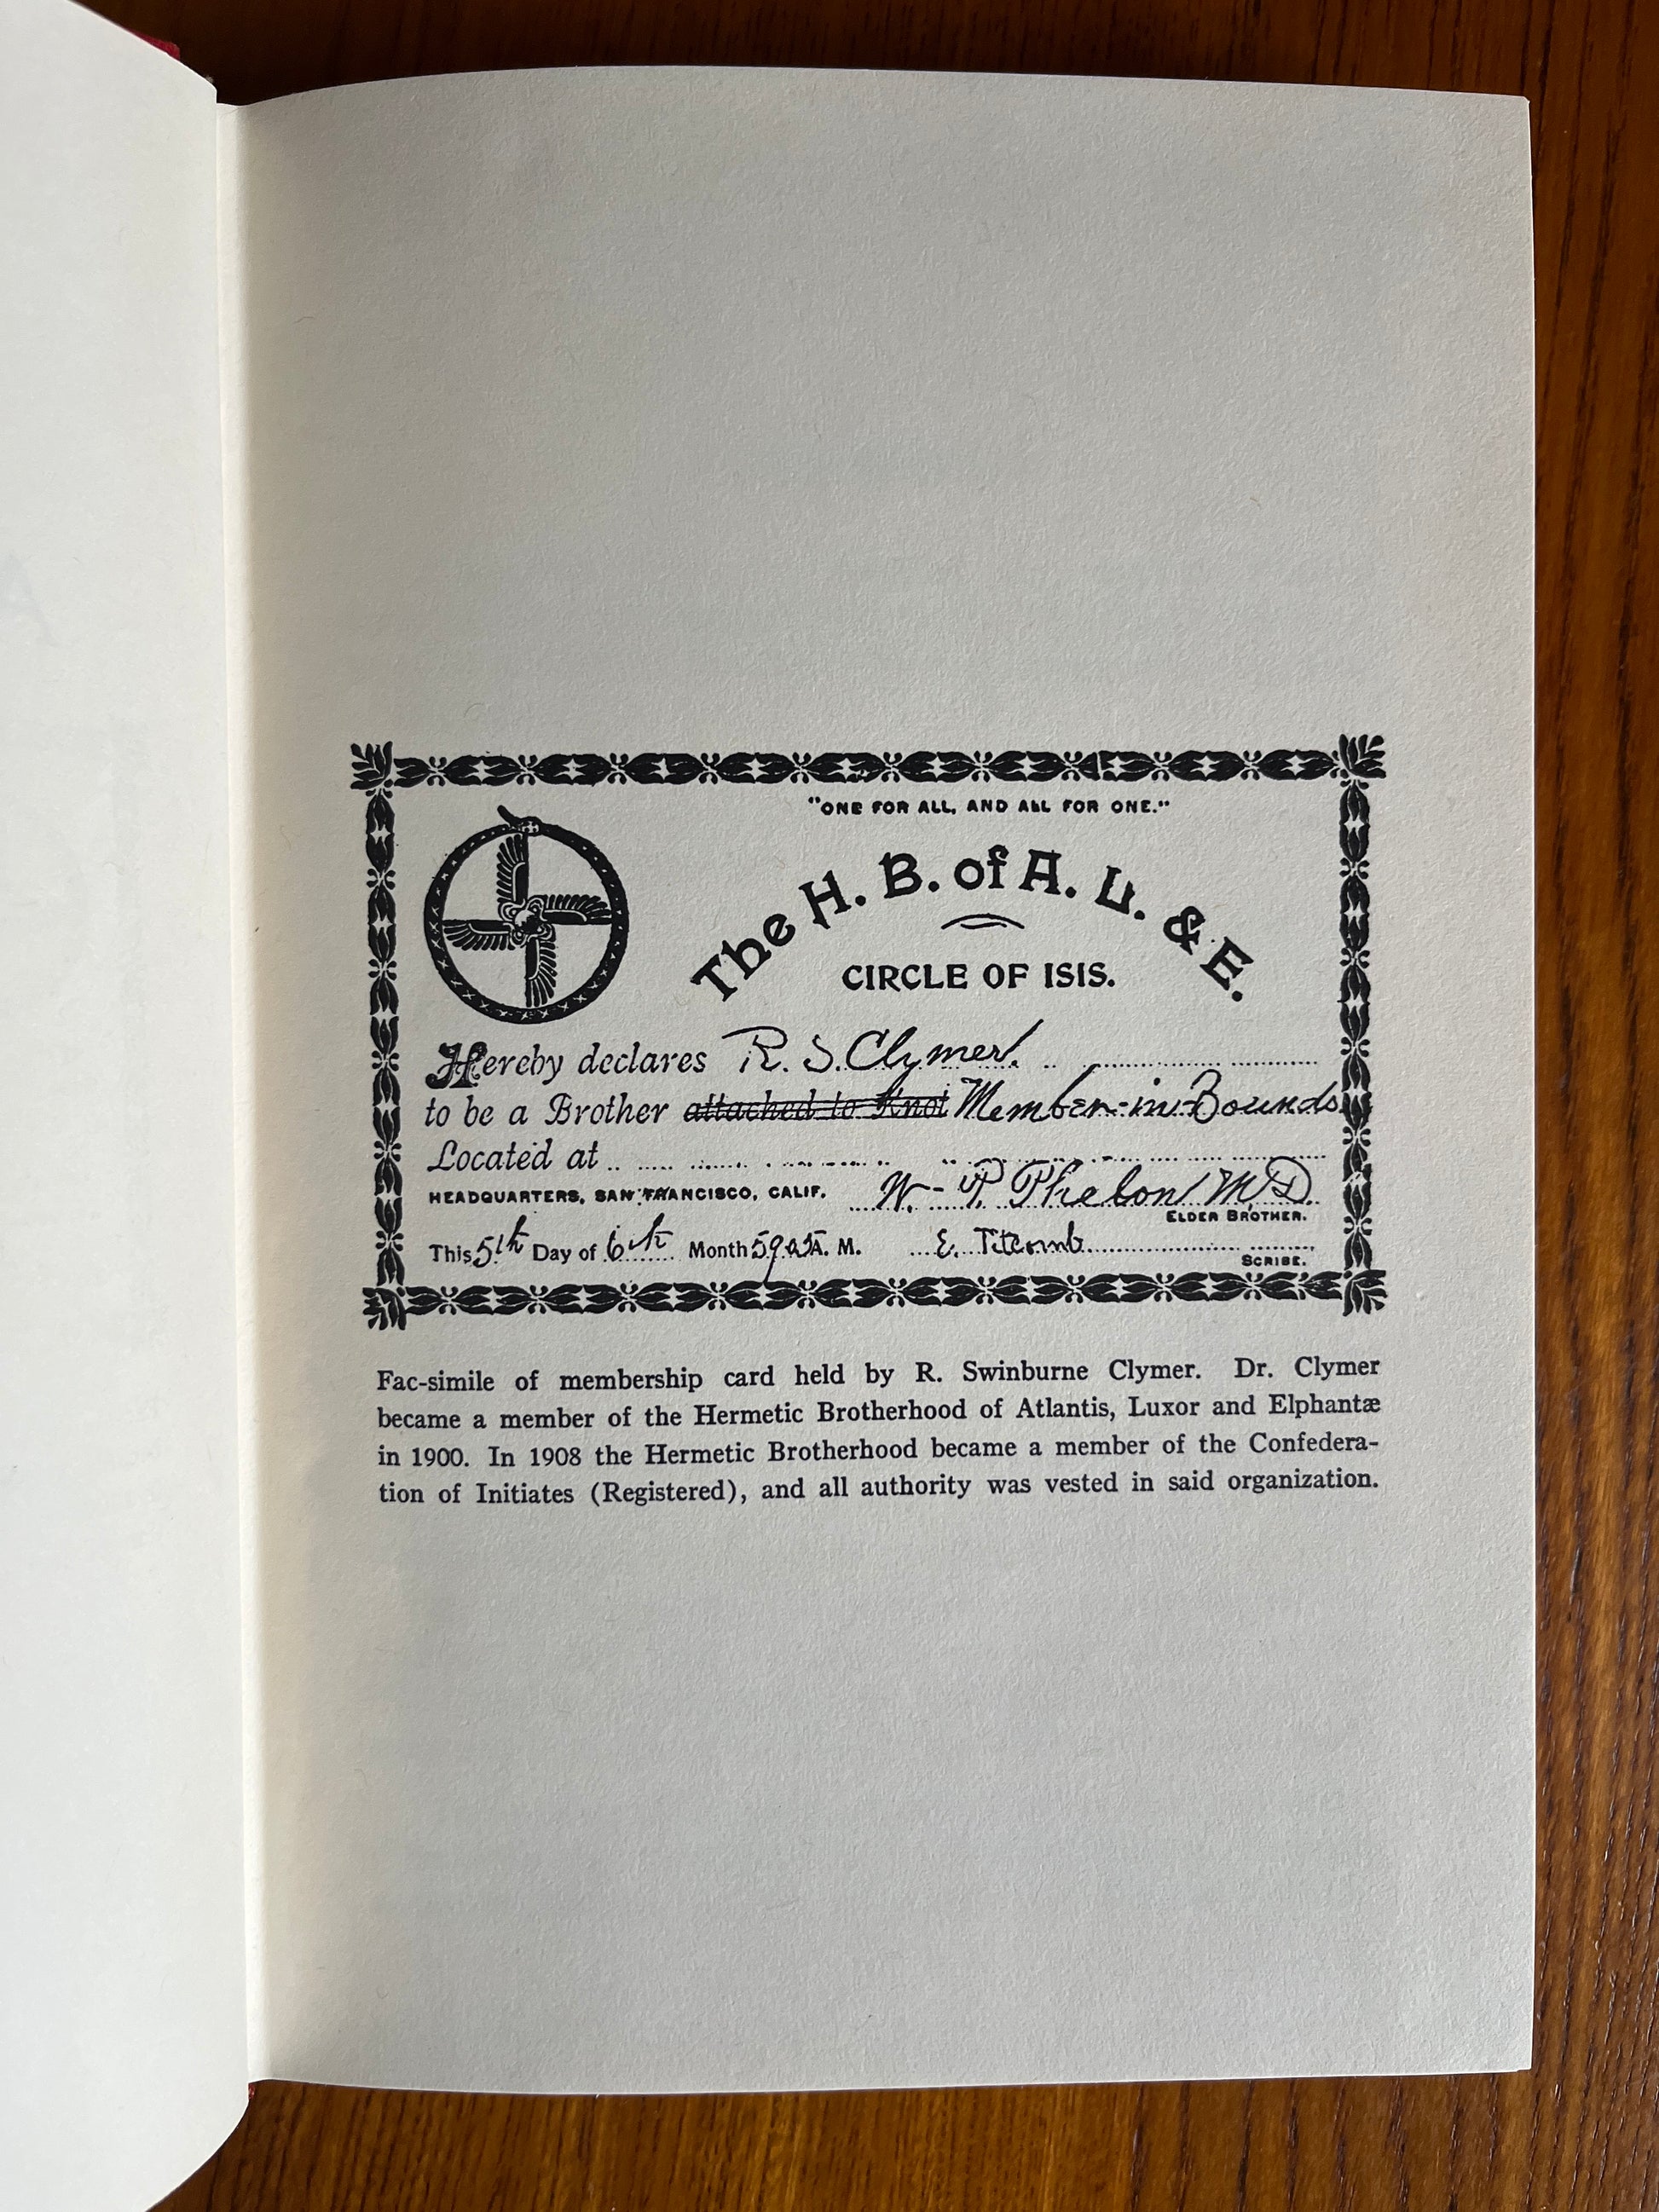 "ONE FOR ALL, AND ALL FOR ONE."
The H. B. of A. L. & E.
CIRCLE OF ISIS.
Hereby declares R. S. Clymer.
to be a Brother attached to Knot Member-in-Bounds
Located at
HEADQUARTERS, SAN FRANCISCO, CALIF. W. P. Phelon M D.
ELDER BROTHER.
This 5th Day of 6th Month 5905 A. M. E. Titcomb
SCRIBE.
Fac-simile of membership card held by R. Swinburne Clymer. Dr. Clymer
became a member of the Hermetic Brotherhood of Atlantis, Luxor and Elphantæ
in 1900. In 1908 the Hermetic Brotherhood became a member of the Confedera-
tion of Initiates (Registered), and all authority was vested in said organization.